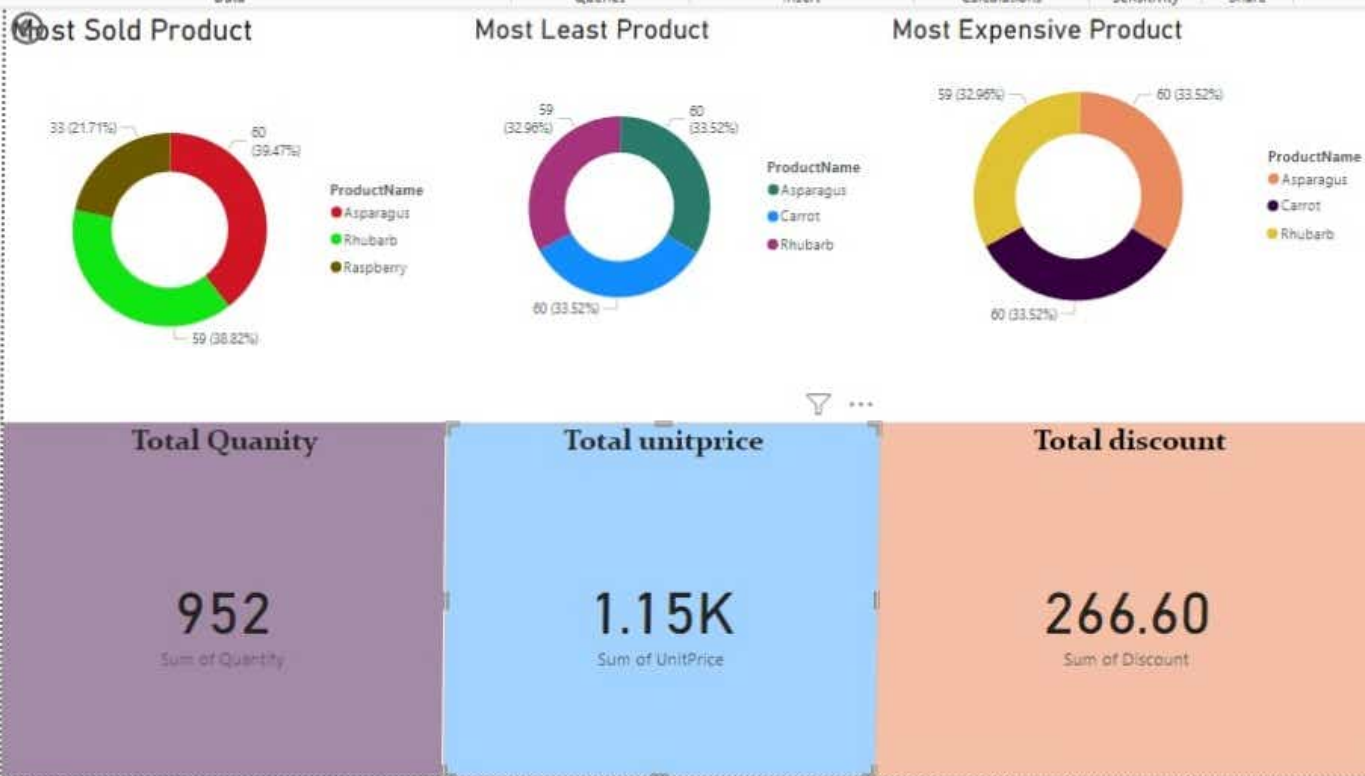 Most Sold Product
33 (21.71%)
60
(39.47%)
59 (38.82%)
ProductName
Asparagus
Rhubarb
Raspberry
Most Least Product
59
(32.96%)
60
(33.52%)
60 (33.52%)
ProductName
Asparagus
Carrot
Rhubarb
Most Expensive Product
59 (32.96%)
60 (33.52%)
60 (33.52%)
ProductName
Asparagus
Carrot
Rhubarb
Total Quanity
952
Sum of Quantity
Total unitprice
1.15K
Sum of UnitPrice
Total discount
266.60
Sum of Discount